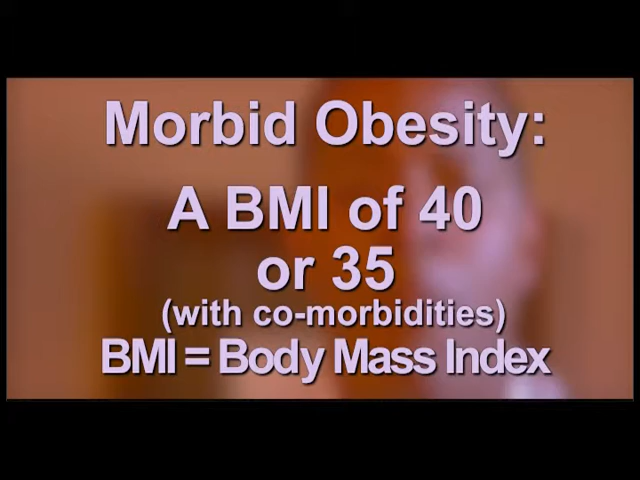 Morbid Obesity:
A BMI of 40
or 35
(with co-morbidities)
BMI = Body Mass Index